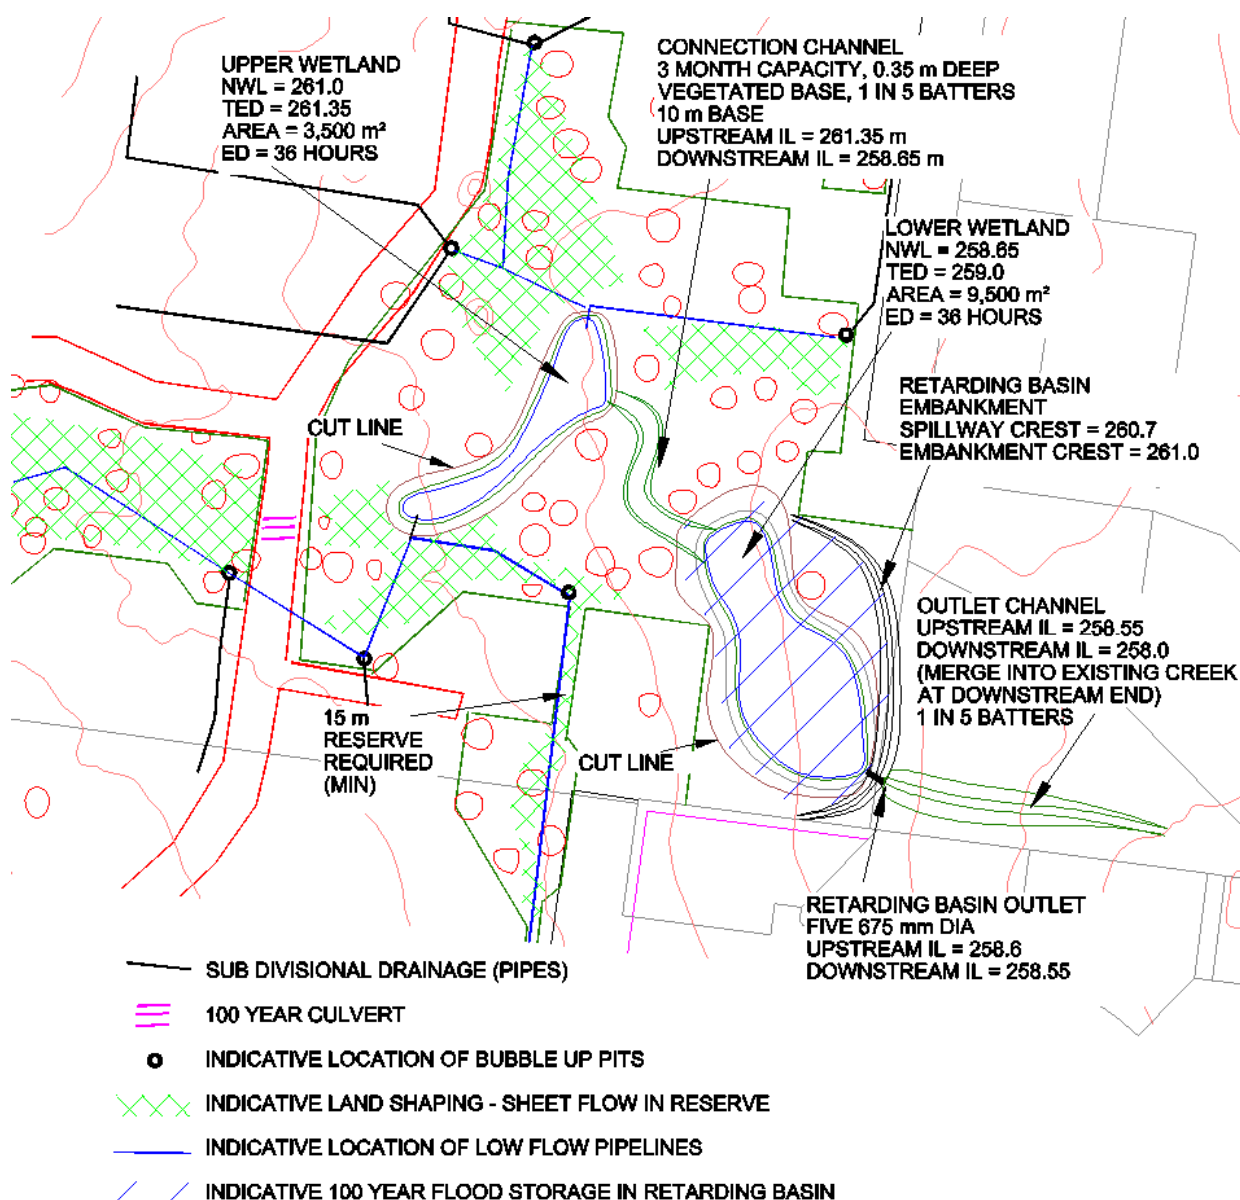 UPPER WETLAND
NWL = 261.0
TED = 261.35
AREA = 3,500 m²
ED = 36 HOURS
CONNECTION CHANNEL
3 MONTH CAPACITY, 0.35 m DEEP
VEGETATED BASE, 1 IN 5 BATTERS
10 m BASE
UPSTREAM IL = 261.35 m
DOWNSTREAM IL = 258.65 m
LOWER WETLAND
NWL = 258.65
TED = 259.0
AREA = 9,500 m²
ED = 36 HOURS
RETARDING BASIN
EMBANKMENT
SPILLWAY CREST = 260.7
EMBANKMENT CREST = 261.0
CUT LINE
OUTLET CHANNEL
UPSTREAM IL = 258.55
DOWNSTREAM IL = 258.0
(MERGE INTO EXISTING CREEK
AT DOWNSTREAM END)
1 IN 5 BATTERS
15 m
RESERVE
REQUIRED
(MIN)
CUT LINE
RETARDING BASIN OUTLET
FIVE 675 mm DIA
UPSTREAM IL = 258.6
DOWNSTREAM IL = 258.55
SUB DIVISIONAL DRAINAGE (PIPES)
100 YEAR CULVERT
INDICATIVE LOCATION OF BUBBLE UP PITS
INDICATIVE LAND SHAPING - SHEET FLOW IN RESERVE
INDICATIVE LOCATION OF LOW FLOW PIPELINES
INDICATIVE 100 YEAR FLOOD STORAGE IN RETARDING BASIN